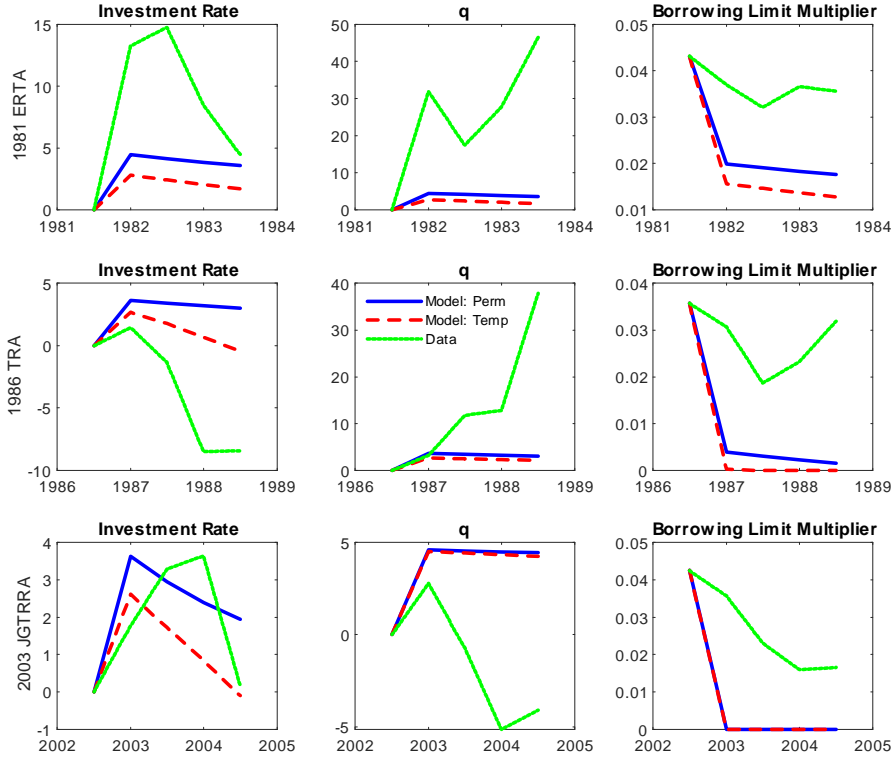 Investment Rate
q
Borrowing Limit Multiplier
1981 ERTA
15
10
5
0
1981 1982 1983 1984
50
40
30
20
10
0
1981 1982 1983 1984
0.05
0.04
0.03
0.02
0.01
1981 1982 1983 1984
Investment Rate
q
Borrowing Limit Multiplier
1986 TRA
5
0
-5
-10
1986 1987 1988 1989
40
30
20
10
0
Model: Perm
Model: Temp
Data
1986 1987 1988 1989
0.04
0.03
0.02
0.01
0
1986 1987 1988 1989
Investment Rate
q
Borrowing Limit Multiplier
2003 JGTRRA
4
3
2
1
0
-1
2002 2003 2004 2005
5
0
-5
2002 2003 2004 2005
0.05
0.04
0.03
0.02
0.01
0
2002 2003 2004 2005